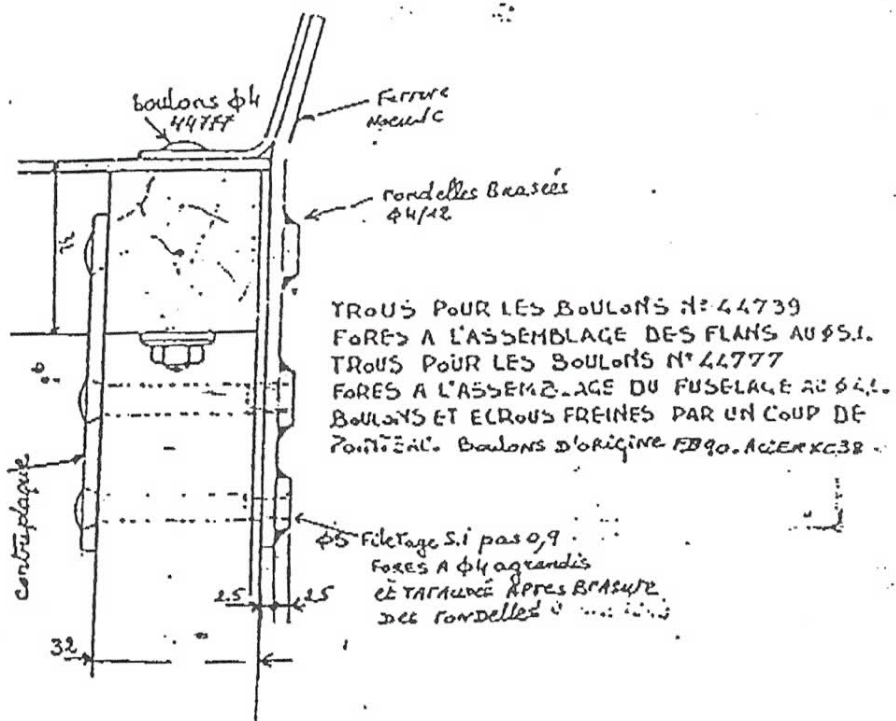 boulons φ4
44777
Ferrure
noeud C
rondelles Brasées
φ4/12
TROUS POUR LES BOULONS N° 44739
FORES A L'ASSEMBLAGE DES FLANS AU φ5.1.
TROUS POUR LES BOULONS N° 44777
FORES A L'ASSEMBLAGE DU FUSELAGE AU φ4.1.
BOULONS ET ECROUS FREINES PAR UN COUP DE
POINTEAU. Boulons D'ORIGINE FB90. ACIER XC38.
contreplaqué
φ5 Filetage S.I pas 0,9
FORES A φ4 agrandis
et TARAUDÉ APRES BRASURE
DES RONDELLES
2.5 2.5
32